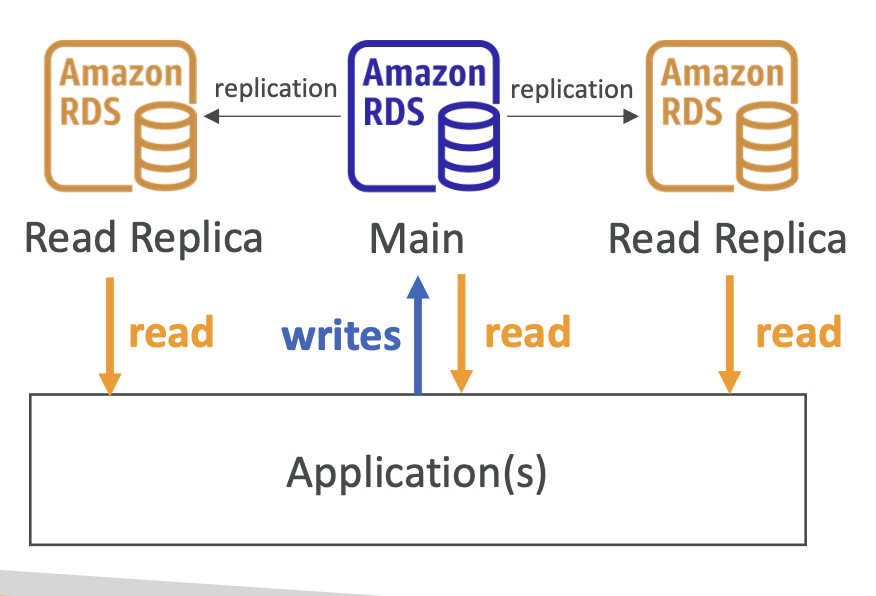 Amazon
RDS
replication
Amazon
RDS
replication
Amazon
RDS
Read Replica
Main
Read Replica
read
writes
read
read
Application(s)